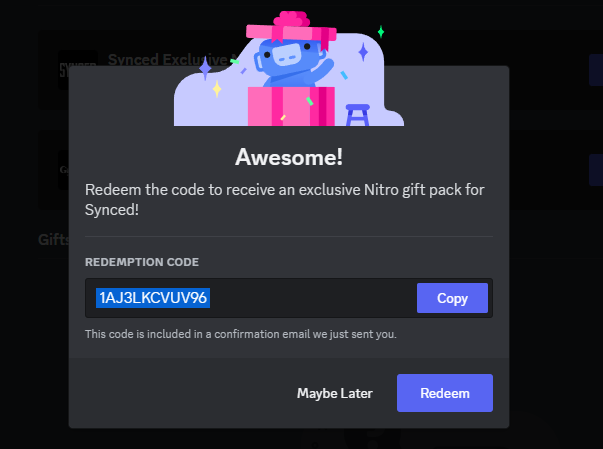 Synced Exclusive
Awesome!
Redeem the code to receive an exclusive Nitro gift pack for
Synced!
Gifts
REDEMPTION CODE
1AJ3LKCVUV96
Copy
This code is included in a confirmation email we just sent you.
Maybe Later
Redeem